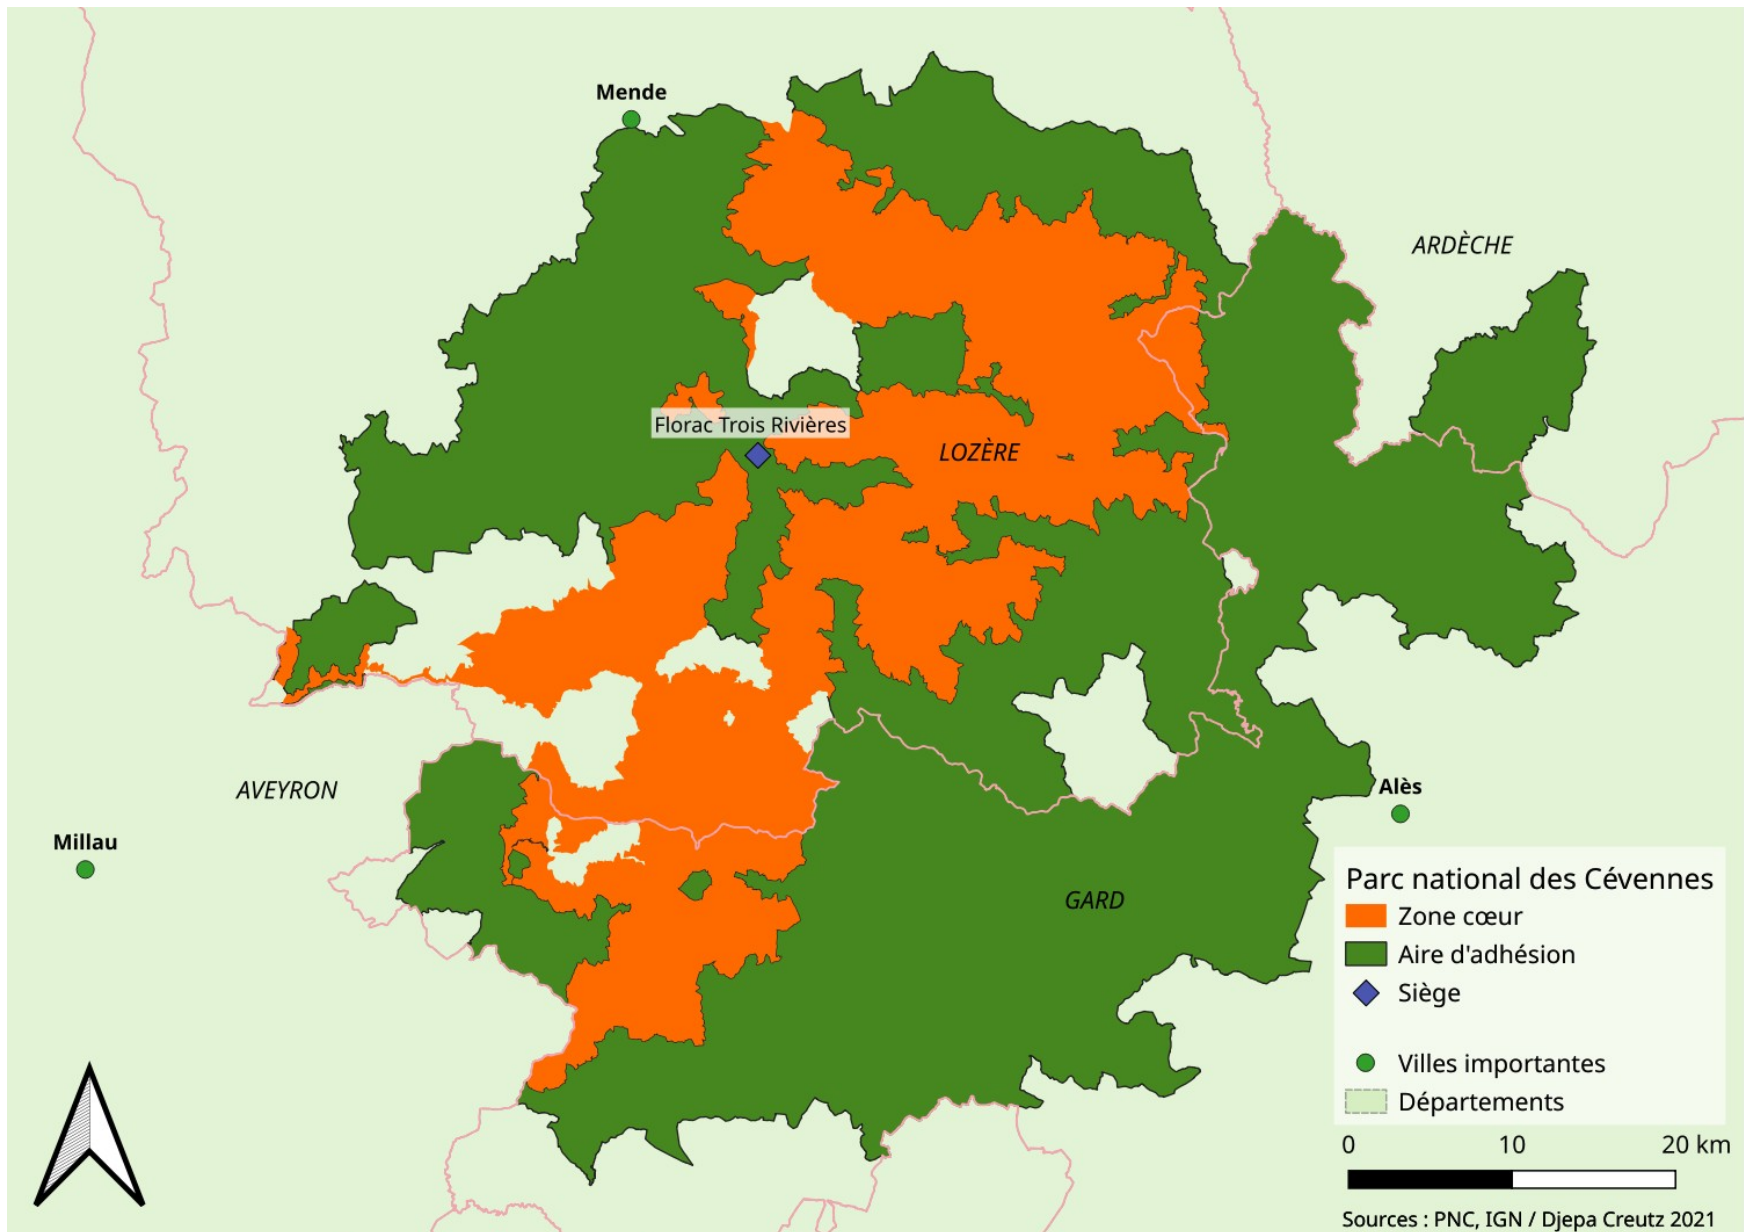 Mende
ARDÈCHE
Florac Trois Rivières
LOZÈRE
AVEYRON
Alès
Millau
GARD
Parc national des Cévennes
Zone cœur
Aire d'adhésion
Siège
Villes importantes
Départements
0 10 20 km
Sources : PNC, IGN / Djepa Creutz 2021